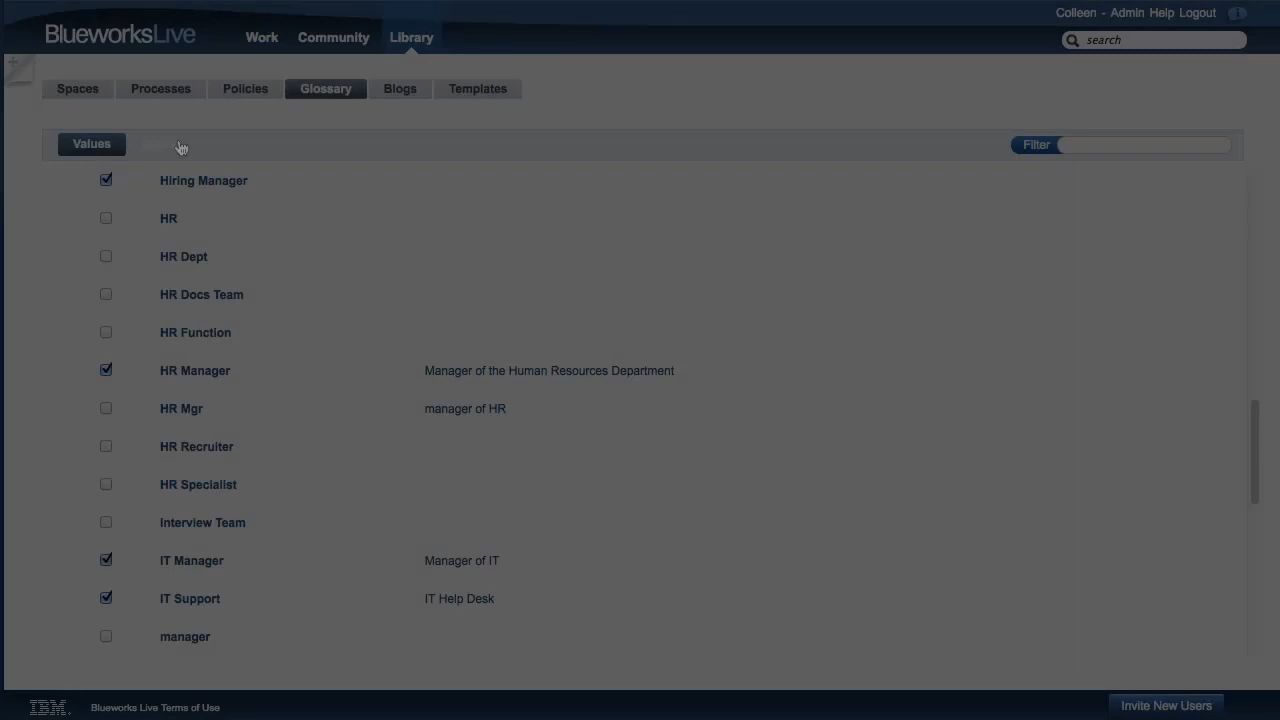 Colleen - Admin Help Logout
BlueworksLive Work Community Library
search
Spaces Processes Policies Glossary Blogs Templates
Values
Filter
Hiring Manager
HR
HR Dept
HR Docs Team
HR Function
HR Manager Manager of the Human Resources Department
HR Mgr manager of HR
HR Recruiter
HR Specialist
Interview Team
IT Manager Manager of IT
IT Support IT Help Desk
manager
IBM. Blueworks Live Terms of Use
Invite New Users